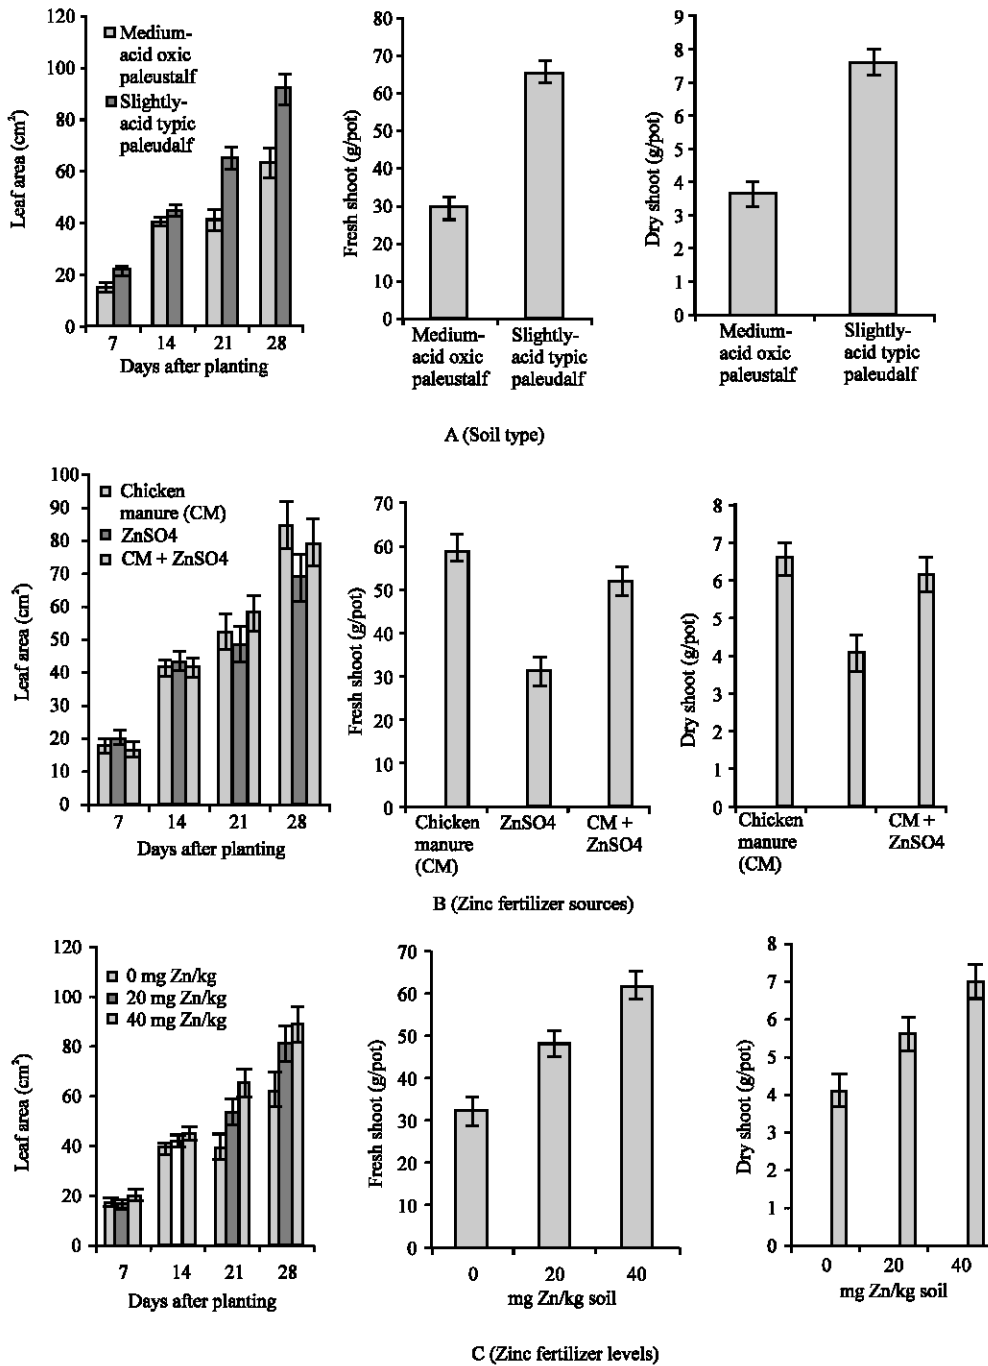 120
100
80
60
40
20
0
Leaf area (cm²)
Medium-
acid oxic
paleustalf
Slightly-
acid typic
paleudalf
7 14 21 28
Days after planting
80
70
60
50
40
30
20
10
0
Fresh shoot (g/pot)
Medium-
acid oxic
paleustalf
Slightly-
acid typic
paleudalf
9
8
7
6
5
4
3
2
1
0
Dry shoot (g/pot)
Medium-
acid oxic
paleustalf
Slightly-
acid typic
paleudalf
A (Soil type)
100
90
80
70
60
50
40
30
20
10
0
Leaf area (cm²)
Chicken
manure (CM)
ZnSO4
CM + ZnSO4
7 14 21 28
Days after planting
70
60
50
40
30
20
10
0
Fresh shoot (g/pot)
Chicken
manure
(CM)
ZnSO4
CM +
ZnSO4
8
7
6
5
4
3
2
1
0
Dry shoot (g/pot)
Chicken
manure
(CM)
CM +
ZnSO4
B (Zinc fertilizer sources)
120
100
80
60
40
20
0
Leaf area (cm²)
0 mg Zn/kg
20 mg Zn/kg
40 mg Zn/kg
7 14 21 28
Days after planting
70
60
50
40
30
20
10
0
Fresh shoot (g/pot)
0 20 40
mg Zn/kg soil
8
7
6
5
4
3
2
1
0
Dry shoot (g/pot)
0 20 40
mg Zn/kg soil
C (Zinc fertilizer levels)